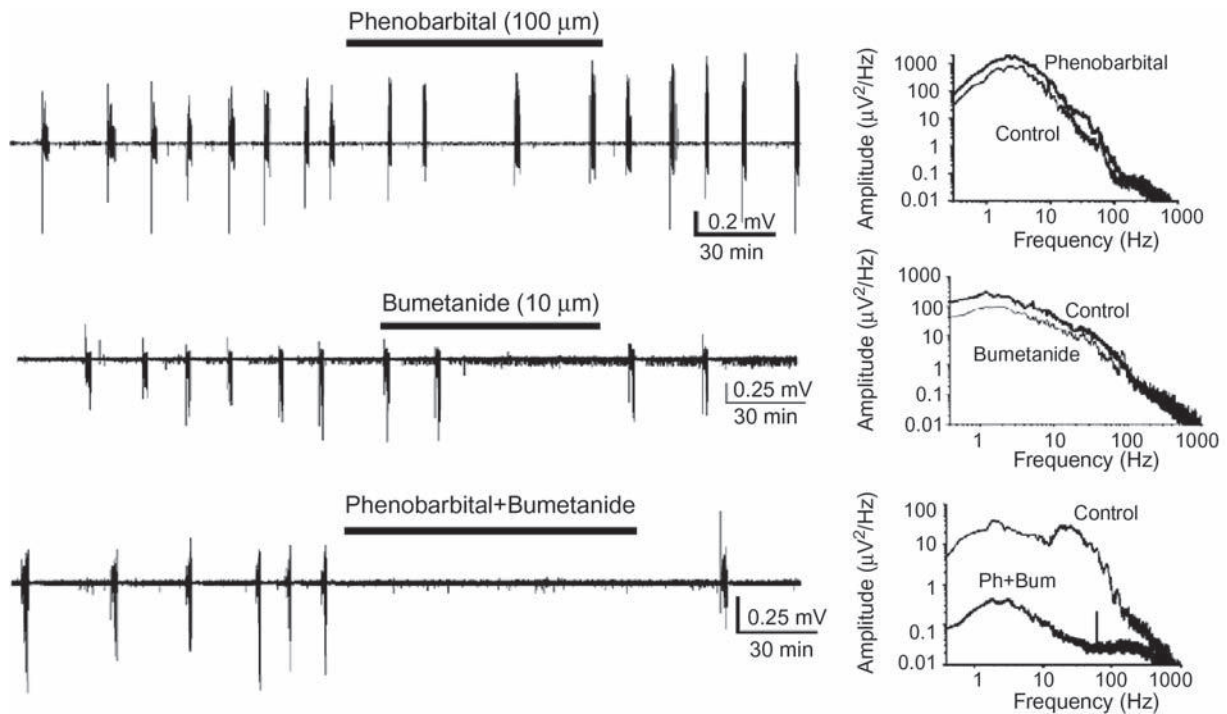 Phenobarbital (100 μm)
0.2 mV
30 min
Amplitude (μV²/Hz)
1000
100
10
1
0.1
0.01
Phenobarbital
Control
1 10 100 1000
Frequency (Hz)
Bumetanide (10 μm)
0.25 mV
30 min
Amplitude (μV²/Hz)
1000
100
10
1
0.1
0.01
Control
Bumetanide
1 10 100 1000
Frequency (Hz)
Phenobarbital+Bumetanide
0.25 mV
30 min
Amplitude (μV²/Hz)
100
10
1
0.1
0.01
Control
Ph+Bum
1 10 100 1000
Frequency (Hz)